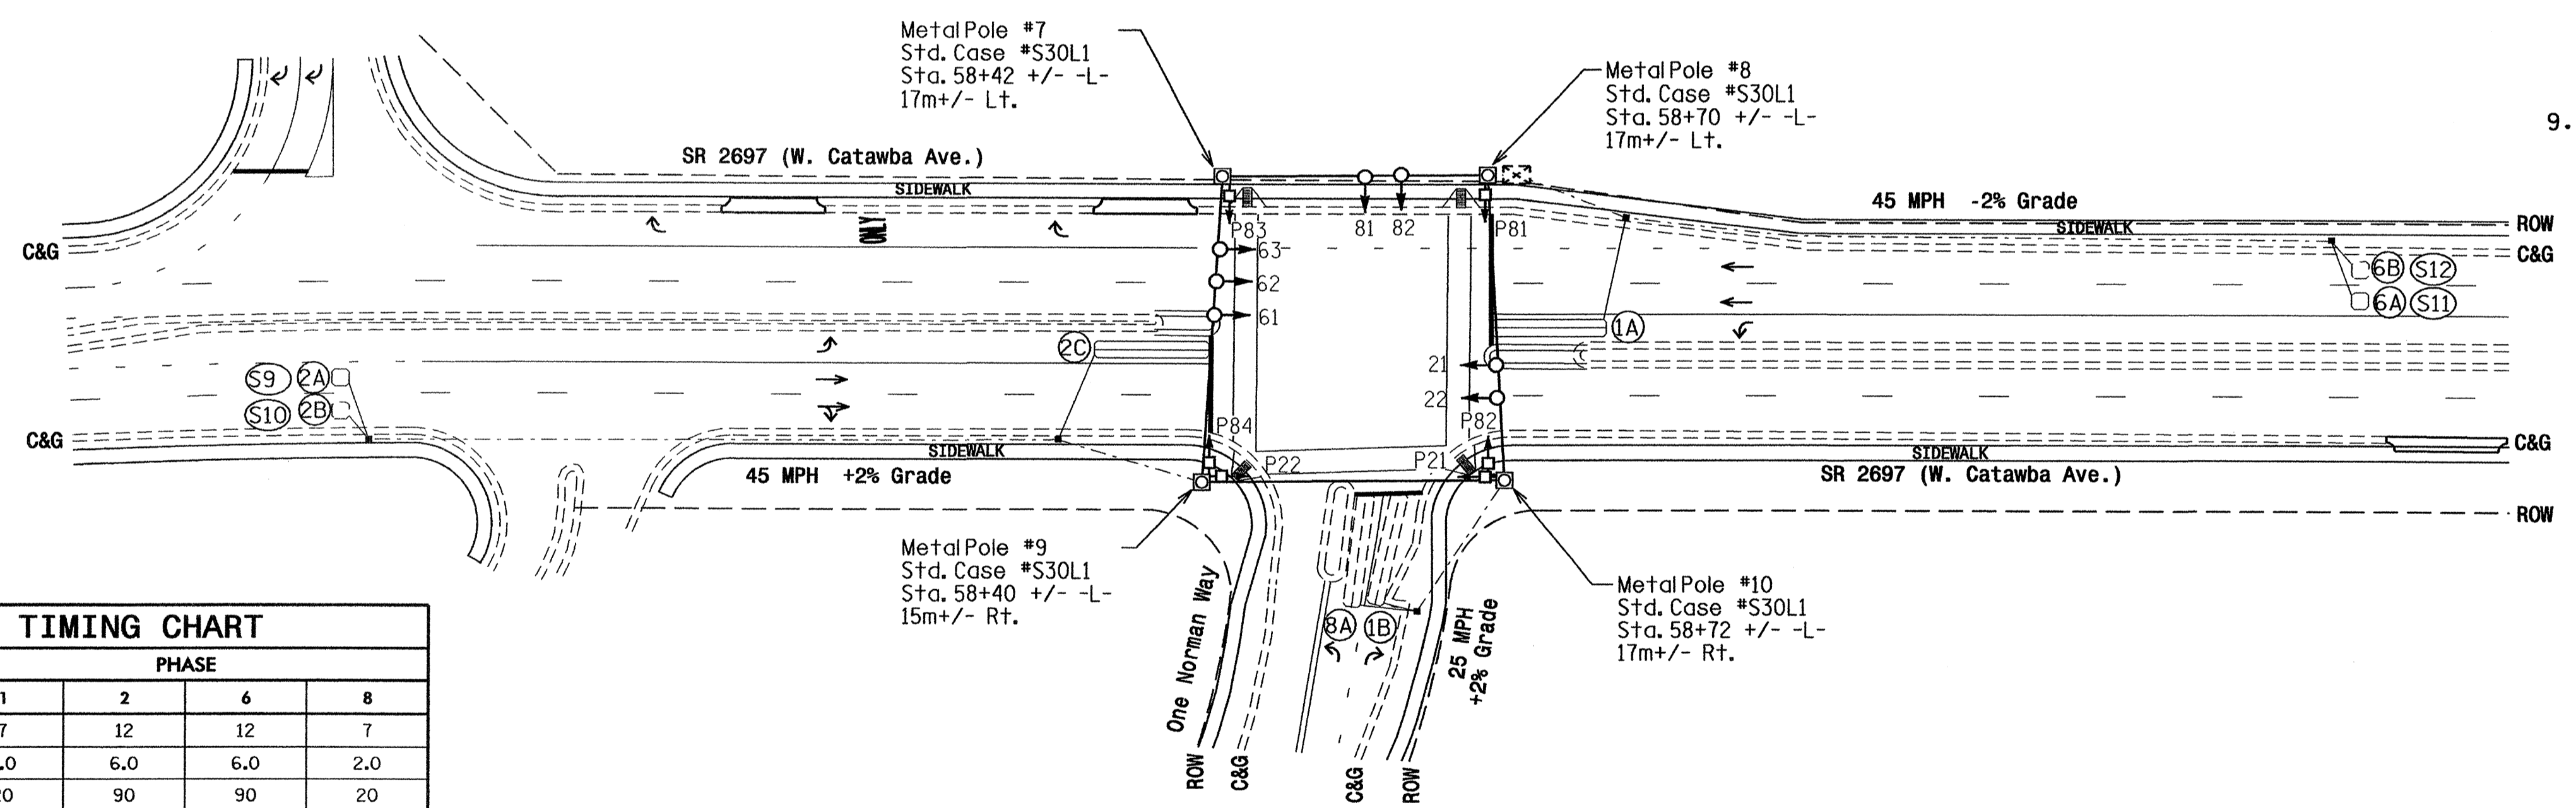 Metal Pole #7
Std. Case #S30L1
Sta. 58+42 +/- -L-
17m+/- Lt.
Metal Pole #8
Std. Case #S30L1
Sta. 58+70 +/- -L-
17m+/- Lt.
9.
SR 2697 (W. Catawba Ave.)
SIDEWALK
45 MPH -2% Grade
SIDEWALK
ROW
C&G
C&G
ONLY
P83
81
82
P81
63
62
61
6B
S12
6A
S11
1A
2C
21
22
S9
2A
S10
2B
C&G
P84
P82
C&G
SIDEWALK
P22
P21
SIDEWALK
45 MPH +2% Grade
SR 2697 (W. Catawba Ave.)
ROW
Metal Pole #9
Std. Case #S30L1
Sta. 58+40 +/- -L-
15m+/- Rt.
Metal Pole #10
Std. Case #S30L1
Sta. 58+72 +/- -L-
17m+/- Rt.
8A
1B
One Norman Way
25 MPH
+2% Grade
ROW
C&G
C&G
ROW
TIMING CHART
PHASE
1 2 6 8
7 12 12 7
.0 6.0 6.0 2.0
0 90 90 20